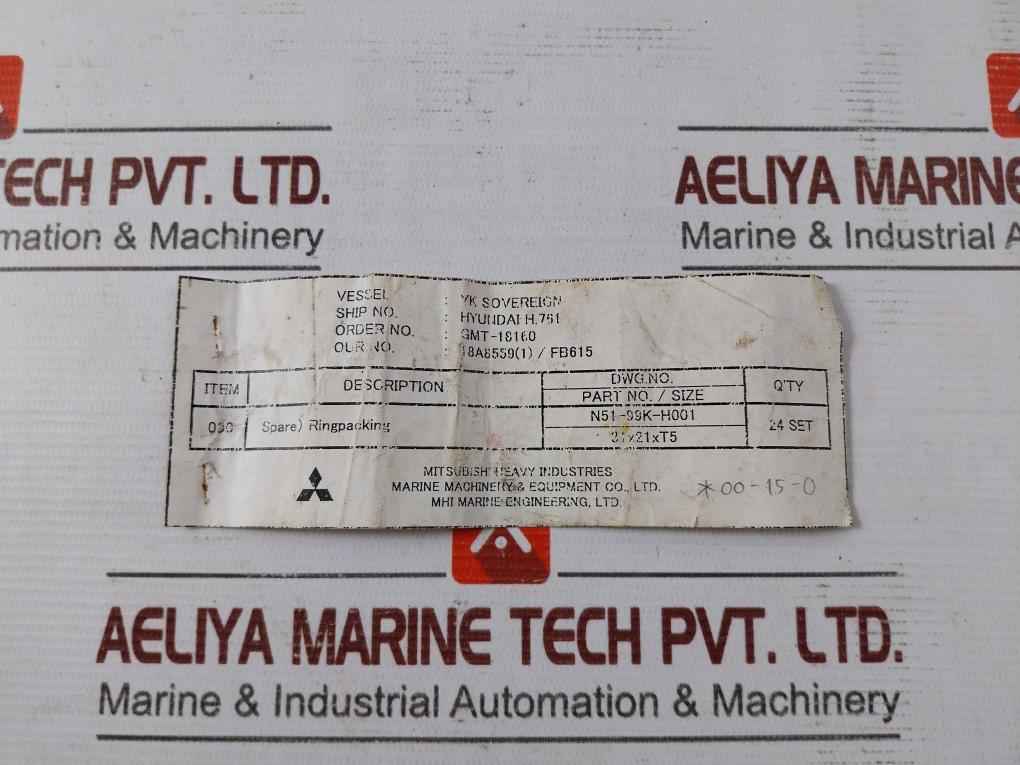 TECH PVT. LTD.
mation & Machinery
AELIYA MARINE
Marine & Industrial A
VESSEL : YK SOVEREIGN
SHIP NO. : HYUNDAI H.761
ORDER NO. : GMT-18160
OUR NO. : 18A8559(1) / FB615
ITEM DESCRIPTION DWG.NO. Q'TY
PART NO. / SIZE
Spare) Ringpacking N51-99K-H001 24 SET
MITSUBISHI HEAVY INDUSTRIES
MARINE MACHINERY & EQUIPMENT CO., LTD.
MHI MARINE ENGINEERING, LTD.
*00-15-0
AELIYA MARINE TECH PVT. LTD.
Marine & Industrial Automation & Machinery